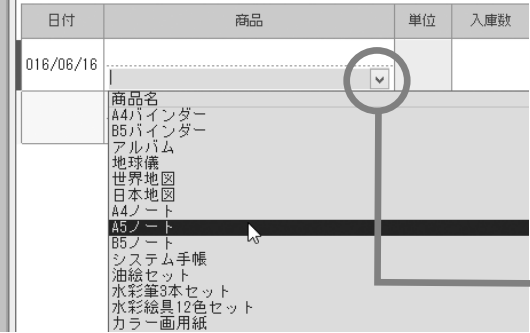 日付 商品 単位 入庫数
016/06/16
商品名
A4バインダー
B5バインダー
アルバム
地球儀
世界地図
日本地図
A4ノート
A5ノート
B5ノート
システム手帳
油絵セット
水彩筆3本セット
水彩絵具12色セット
カラー画用紙